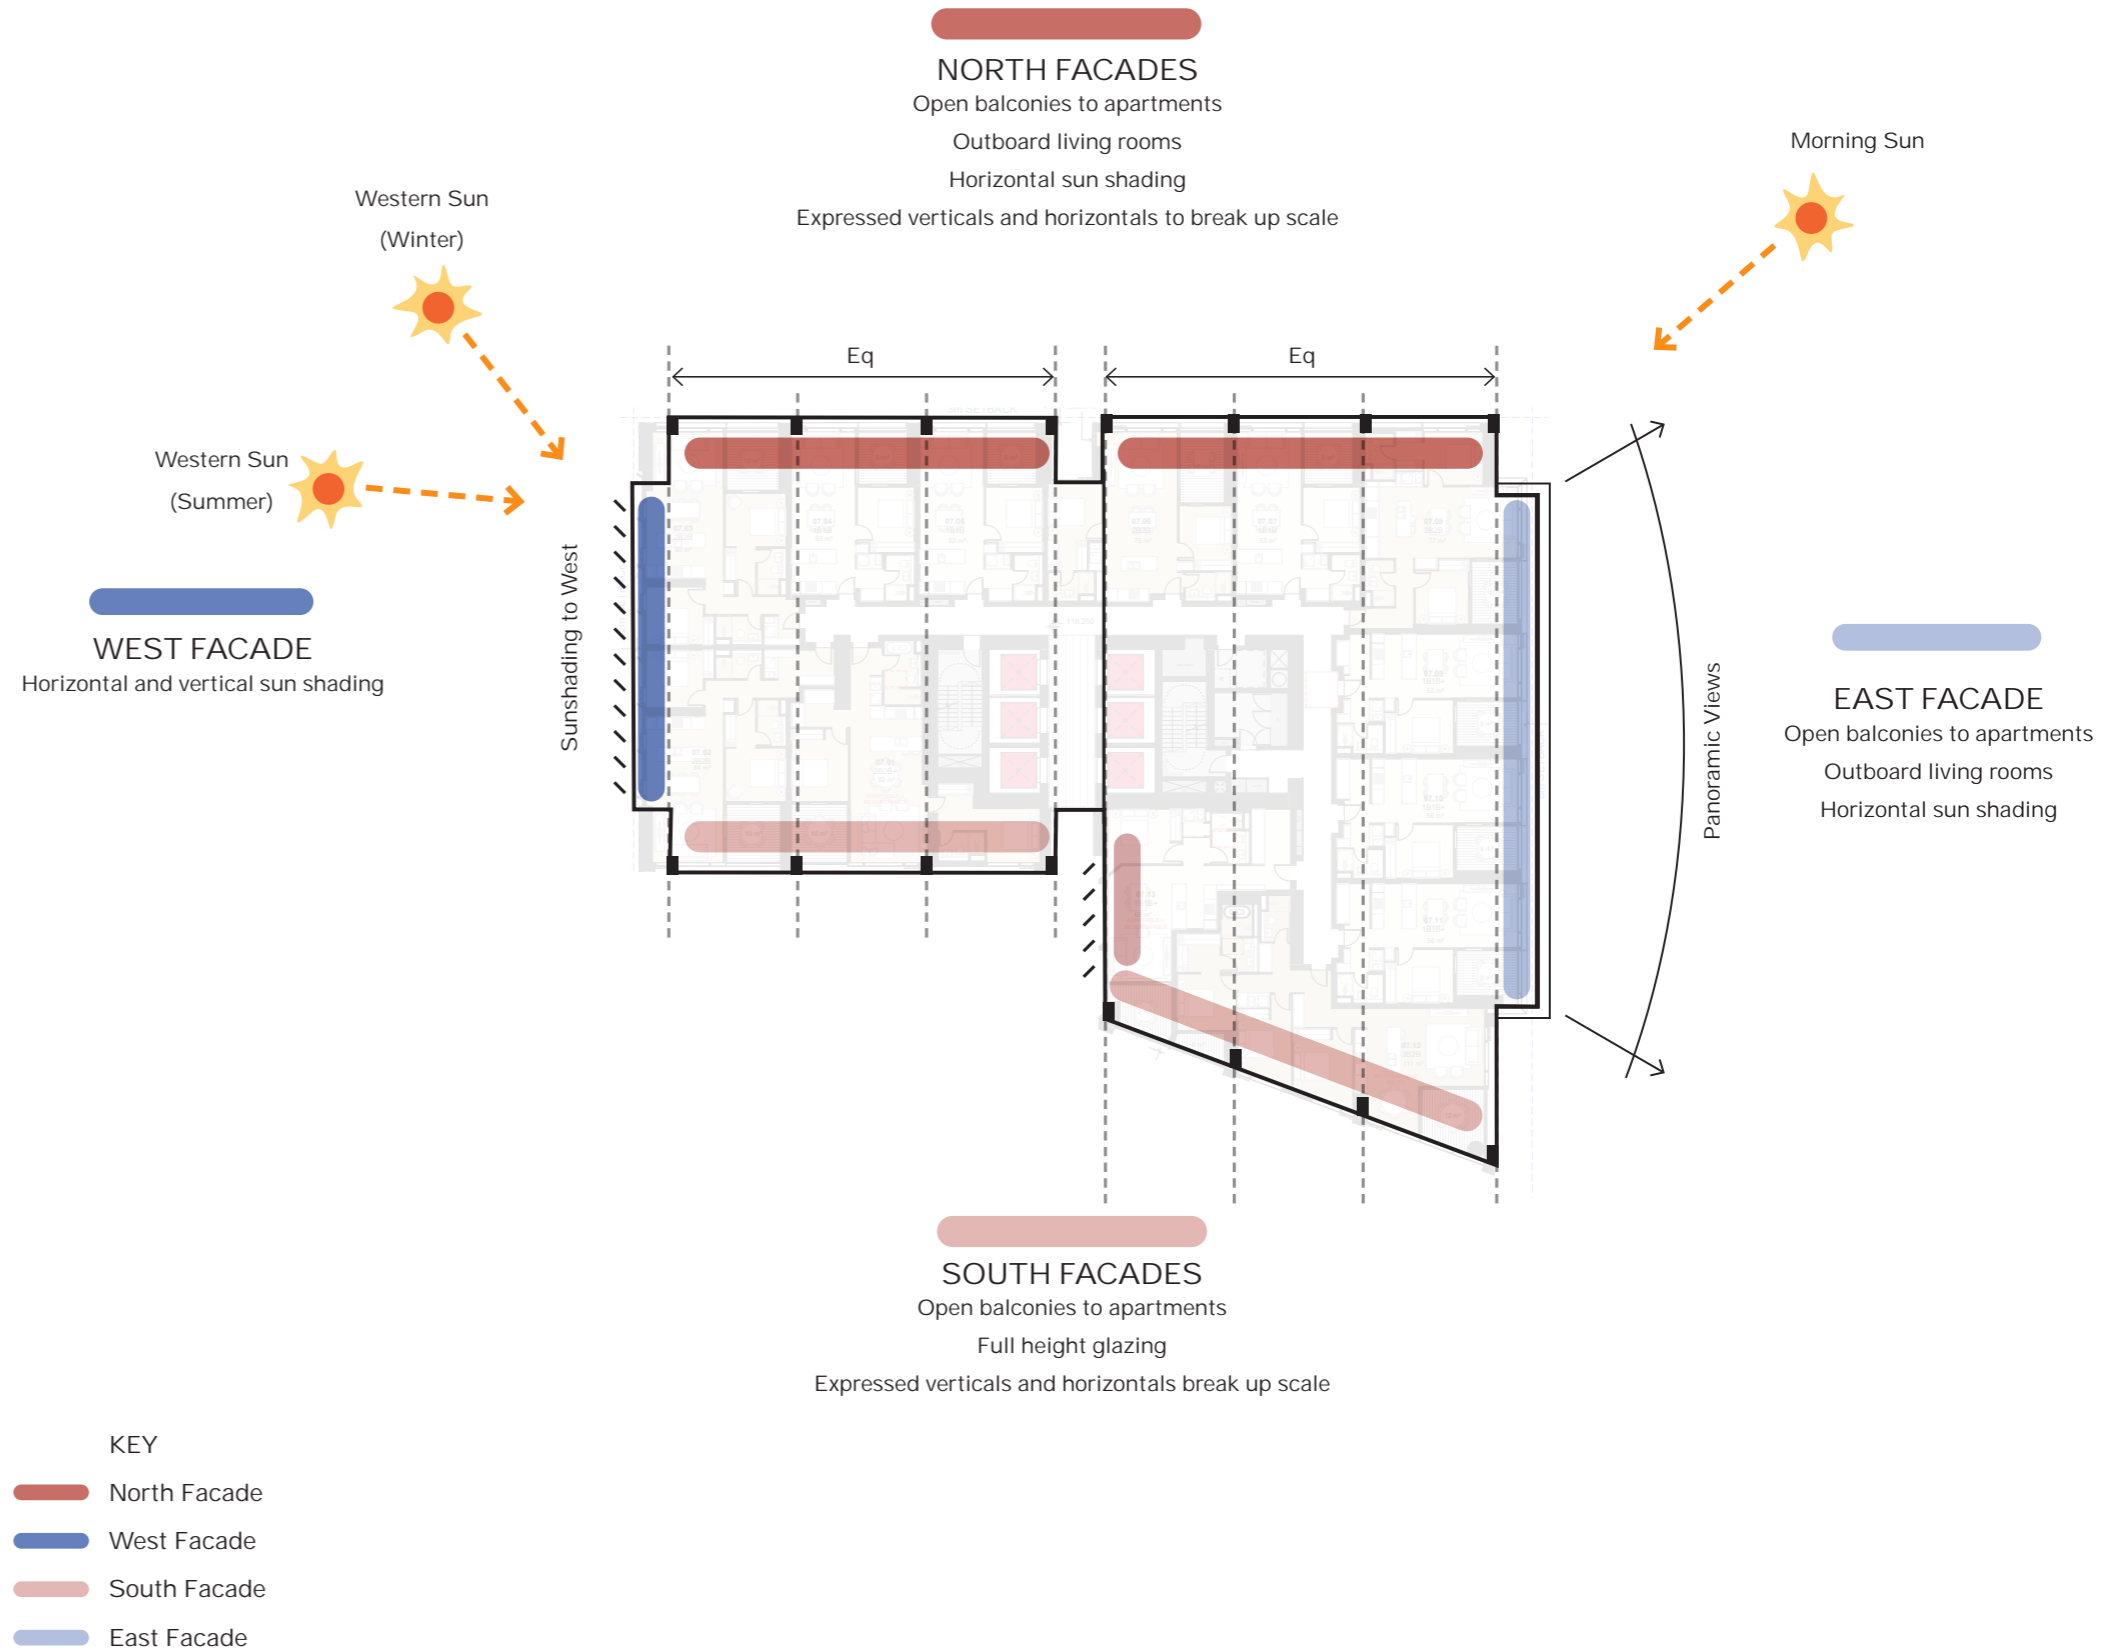 NORTH FACADES
Open balconies to apartments
Outboard living rooms
Horizontal sun shading
Expressed verticals and horizontals to break up scale
Morning Sun
Western Sun
(Winter)
Eq
Eq
Western Sun
(Summer)
Sunshading to West
WEST FACADE
Horizontal and vertical sun shading
Panoramic Views
EAST FACADE
Open balconies to apartments
Outboard living rooms
Horizontal sun shading
SOUTH FACADES
Open balconies to apartments
Full height glazing
Expressed verticals and horizontals break up scale
KEY
North Facade
West Facade
South Facade
East Facade